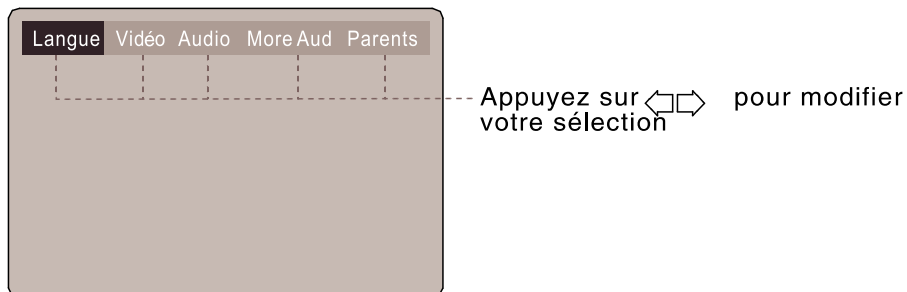 Langue Vidéo Audio More Aud Parents
Appuyez sur pour modifier
votre sélection